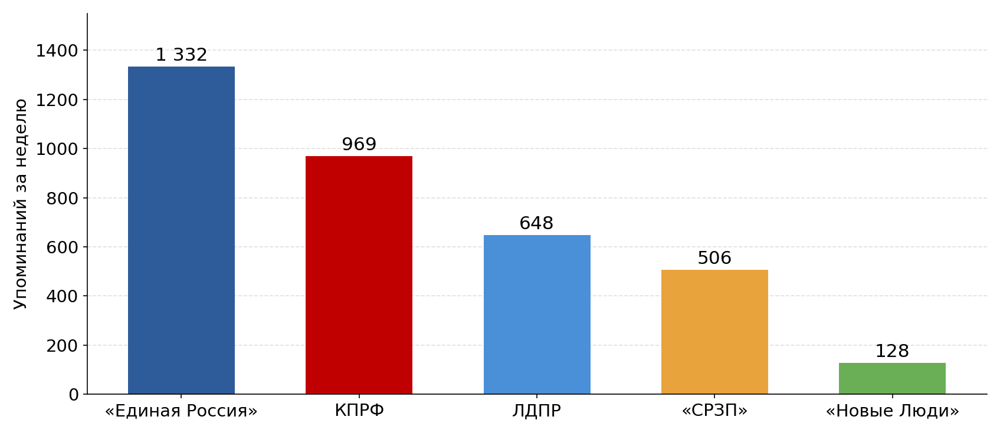 Упоминаний за неделю
1400
1200
1000
800
600
400
200
0
1 332
969
648
506
128
«Единая Россия»
КПРФ
ЛДПР
«СРЗП»
«Новые Люди»